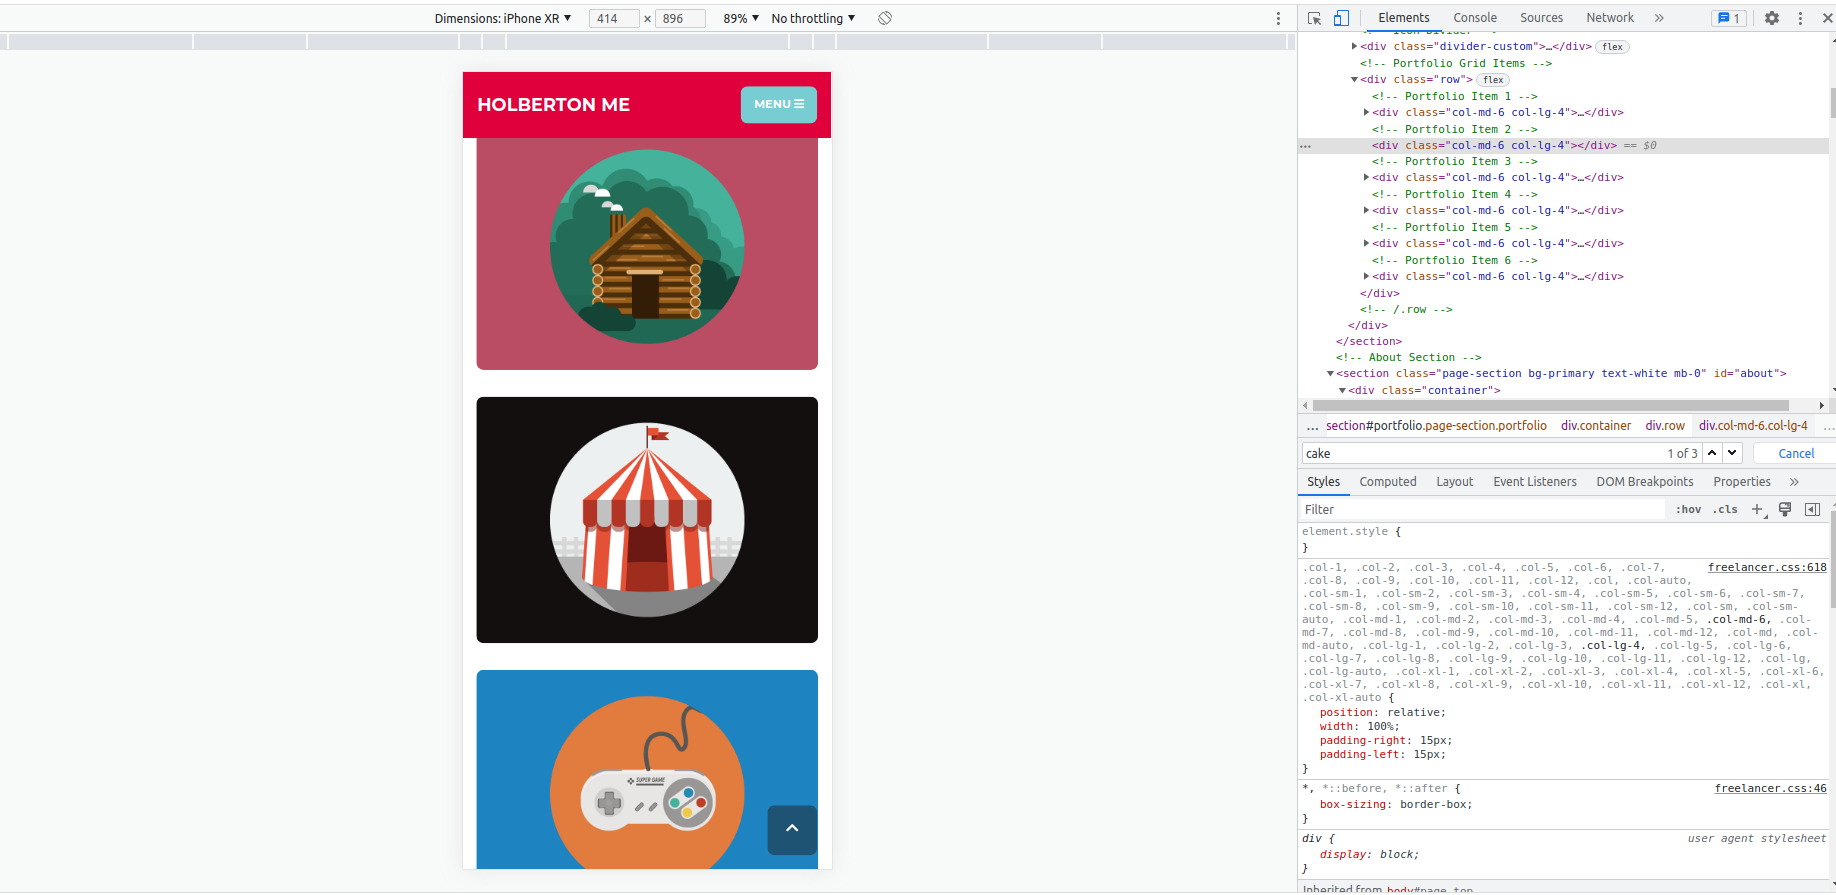 Dimensions: iPhone XR ▼ 414 × 896 89% ▼ No throttling ▼
Elements Console Sources Network » 1
HOLBERTON ME
MENU
SUPER GAME
<!-- Icon Divider -->
<div class="divider-custom">…</div> flex
<!-- Portfolio Grid Items -->
<div class="row"> flex
<!-- Portfolio Item 1 -->
<div class="col-md-6 col-lg-4">…</div>
<!-- Portfolio Item 2 -->
<div class="col-md-6 col-lg-4"></div> == $0
<!-- Portfolio Item 3 -->
<div class="col-md-6 col-lg-4">…</div>
<!-- Portfolio Item 4 -->
<div class="col-md-6 col-lg-4">…</div>
<!-- Portfolio Item 5 -->
<div class="col-md-6 col-lg-4">…</div>
<!-- Portfolio Item 6 -->
<div class="col-md-6 col-lg-4">…</div>
</div>
<!-- /.row -->
</div>
</section>
<!-- About Section -->
<section class="page-section bg-primary text-white mb-0" id="about">
<div class="container">
... section#portfolio.page-section.portfolio div.container div.row div.col-md-6.col-lg-4 ...
cake 1 of 3 Cancel
Styles Computed Layout Event Listeners DOM Breakpoints Properties »
Filter :hov .cls +
element.style {
}
.col-1, .col-2, .col-3, .col-4, .col-5, .col-6, .col-7, freelancer.css:618
.col-8, .col-9, .col-10, .col-11, .col-12, .col, .col-auto,
.col-sm-1, .col-sm-2, .col-sm-3, .col-sm-4, .col-sm-5, .col-sm-6, .col-sm-7,
.col-sm-8, .col-sm-9, .col-sm-10, .col-sm-11, .col-sm-12, .col-sm, .col-sm-
auto, .col-md-1, .col-md-2, .col-md-3, .col-md-4, .col-md-5, .col-md-6, .col-
md-7, .col-md-8, .col-md-9, .col-md-10, .col-md-11, .col-md-12, .col-md, .col-
md-auto, .col-lg-1, .col-lg-2, .col-lg-3, .col-lg-4, .col-lg-5, .col-lg-6,
.col-lg-7, .col-lg-8, .col-lg-9, .col-lg-10, .col-lg-11, .col-lg-12, .col-lg,
.col-lg-auto, .col-xl-1, .col-xl-2, .col-xl-3, .col-xl-4, .col-xl-5, .col-xl-6,
.col-xl-7, .col-xl-8, .col-xl-9, .col-xl-10, .col-xl-11, .col-xl-12, .col-xl,
.col-xl-auto {
position: relative;
width: 100%;
padding-right: 15px;
padding-left: 15px;
}
*, *::before, *::after { freelancer.css:46
box-sizing: border-box;
}
div { user agent stylesheet
display: block;
}
Inherited from body#page-top